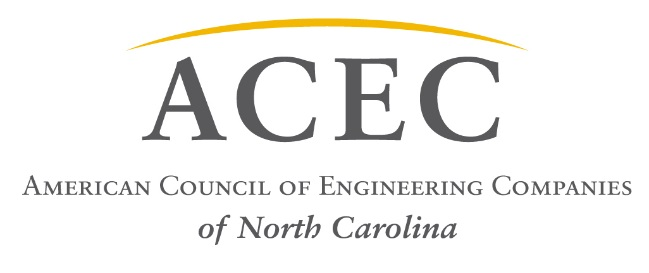 ACEC
American Council of Engineering Companies
of North Carolina